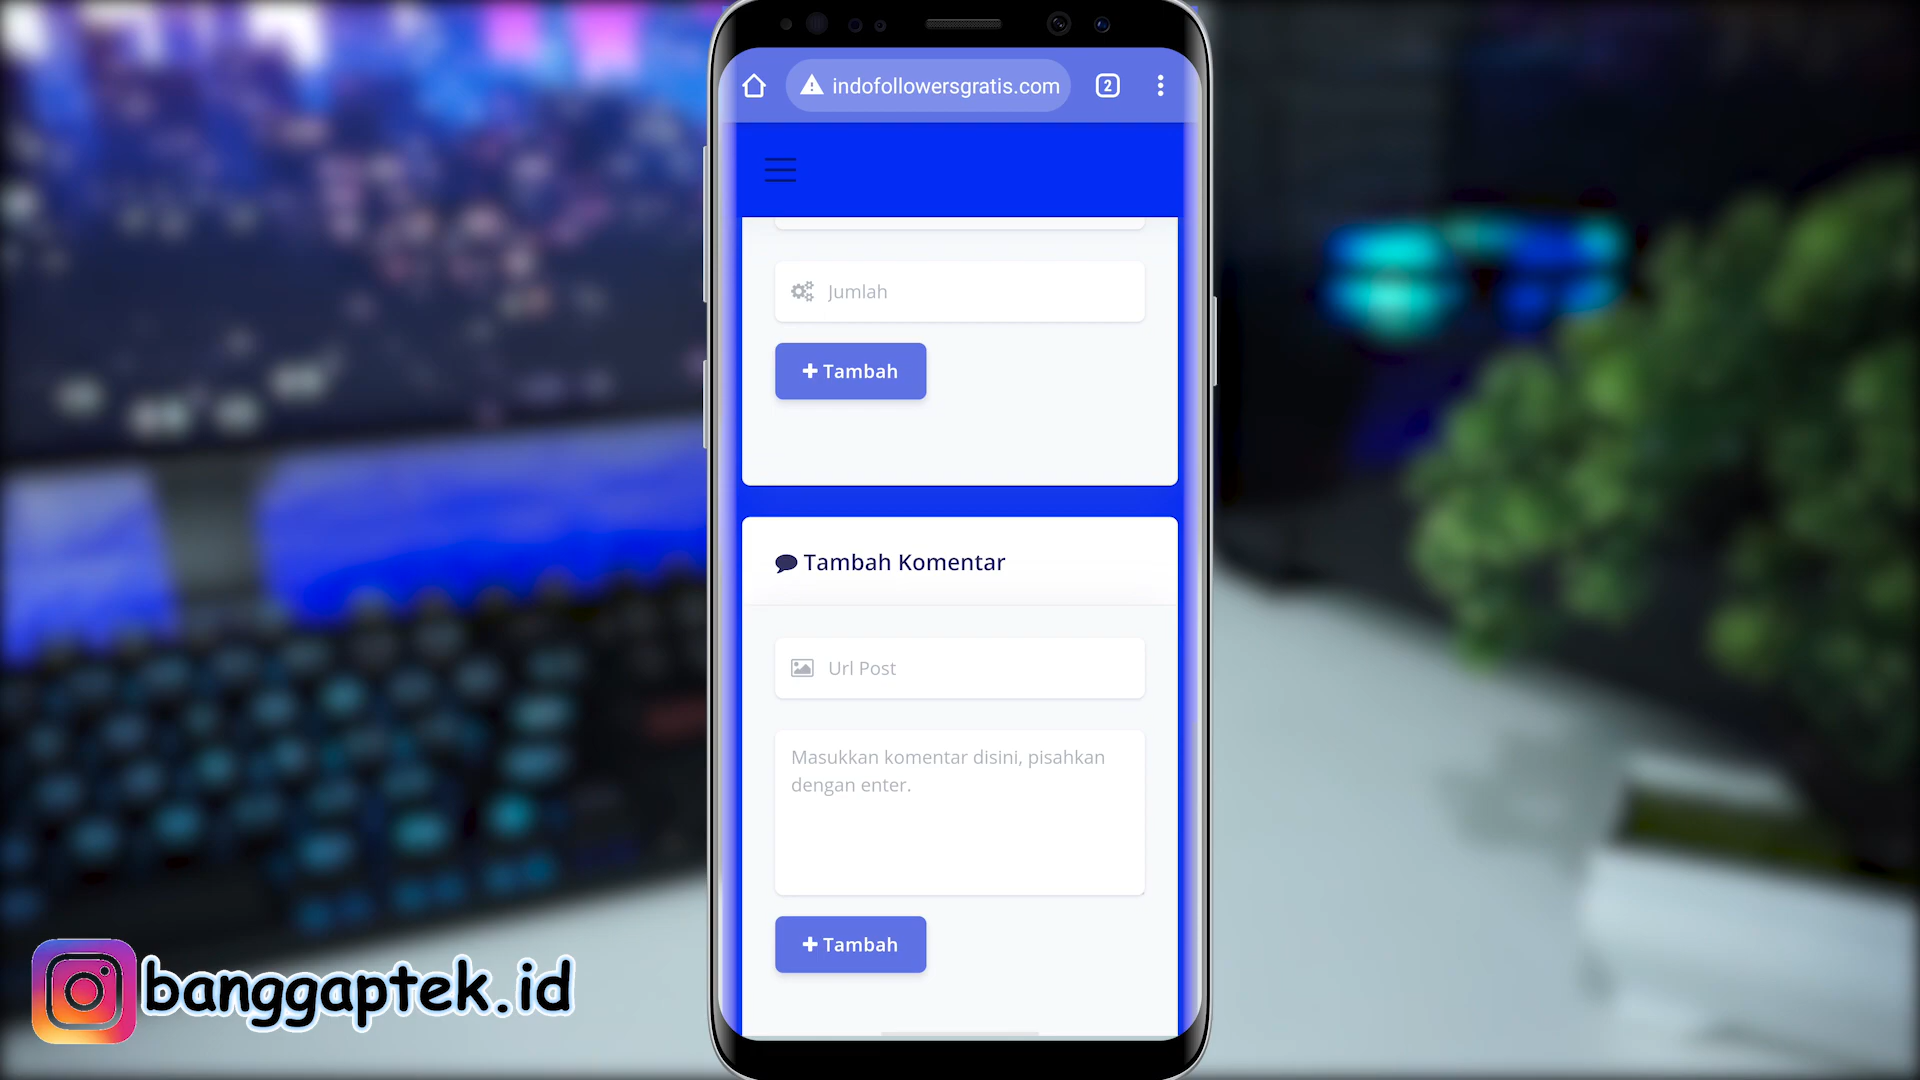 indofollowersgratis.com
2
Jumlah
+ Tambah
Tambah Komentar
Url Post
Masukkan komentar disini, pisahkan
dengan enter.
+ Tambah
banggaptek.id